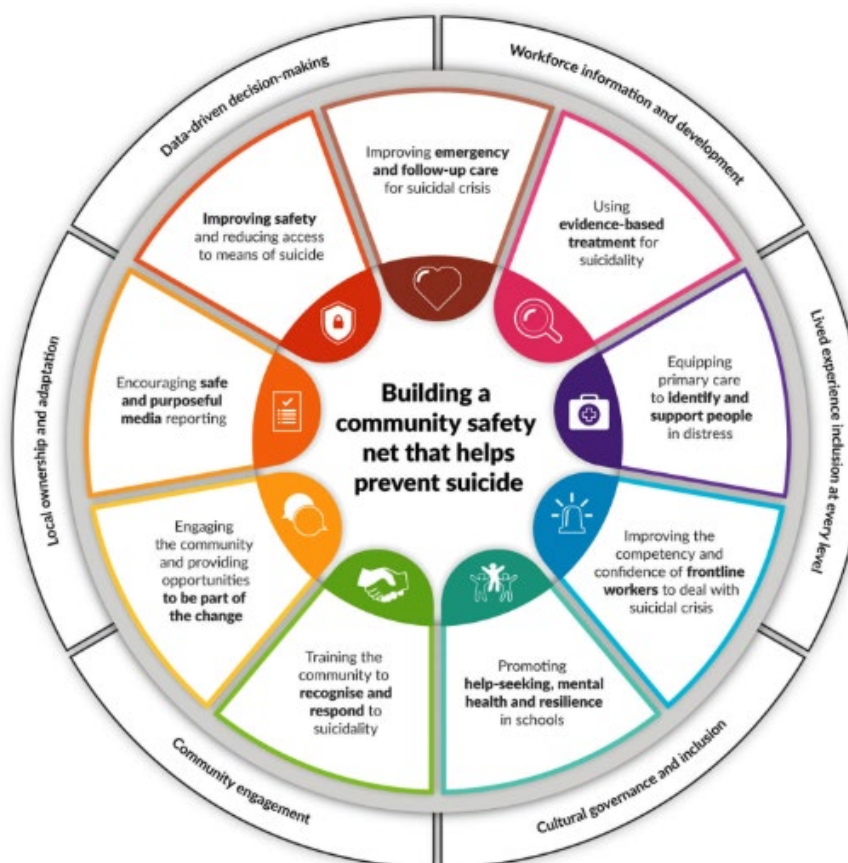 Data-driven decision-making
Workforce information and development
Lived experience inclusion at every level
Cultural governance and inclusion
Community engagement
Local ownership and adaptation
Improving emergency
and follow-up care
for suicidal crisis
Using
evidence-based
treatment for
suicidality
Equipping
primary care
to identify and
support people
in distress
Improving the
competency and
confidence of frontline
workers to deal with
suicidal crisis
Promoting
help-seeking, mental
health and resilience
in schools
Training the
community to
recognise and
respond to
suicidality
Engaging
the community
and providing
opportunities
to be part of
the change
Encouraging safe
and purposeful
media reporting
Improving safety
and reducing access
to means of suicide
Building a
community safety
net that helps
prevent suicide